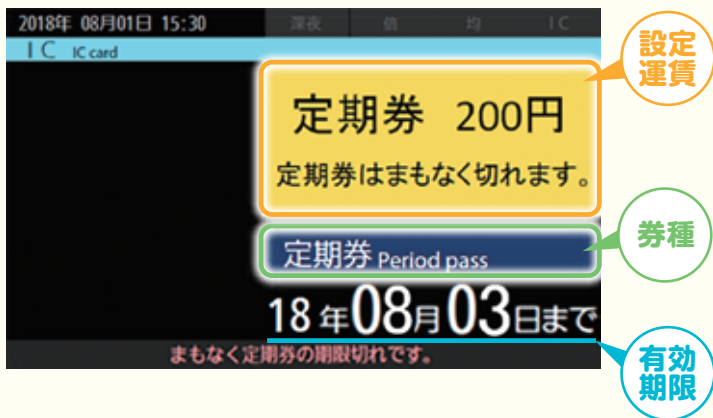 2018年 08月01日 15:30 深夜 倍 均 IC
IC IC card
設定
運賃
定期券 200円
定期券はまもなく切れます。
券種
定期券 Period pass
18年08月03日まで
まもなく定期券の期限切れです。
有効
期限